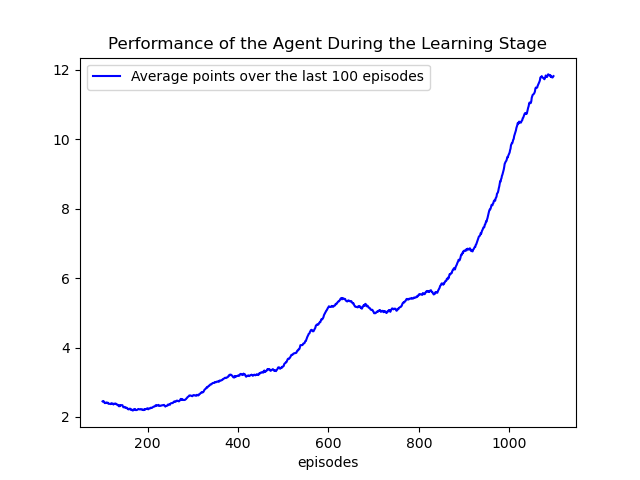 Performance of the Agent During the Learning Stage
Average points over the last 100 episodes
12
10
8
6
4
2
200 400 600 800 1000
episodes